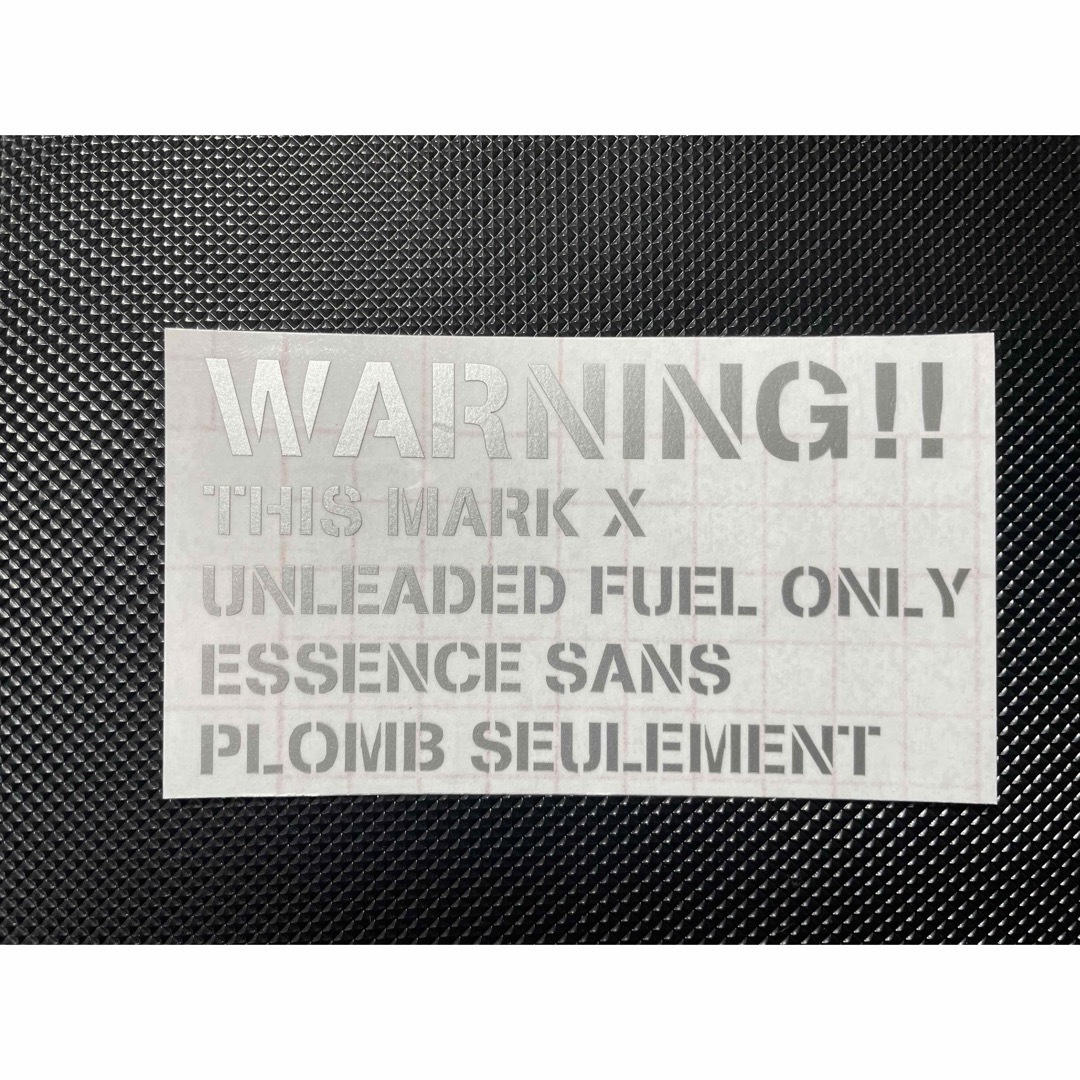 WARNING!!
THIS MARK X
UNLEADED FUEL ONLY
ESSENCE SANS
PLOMB SEULEMENT